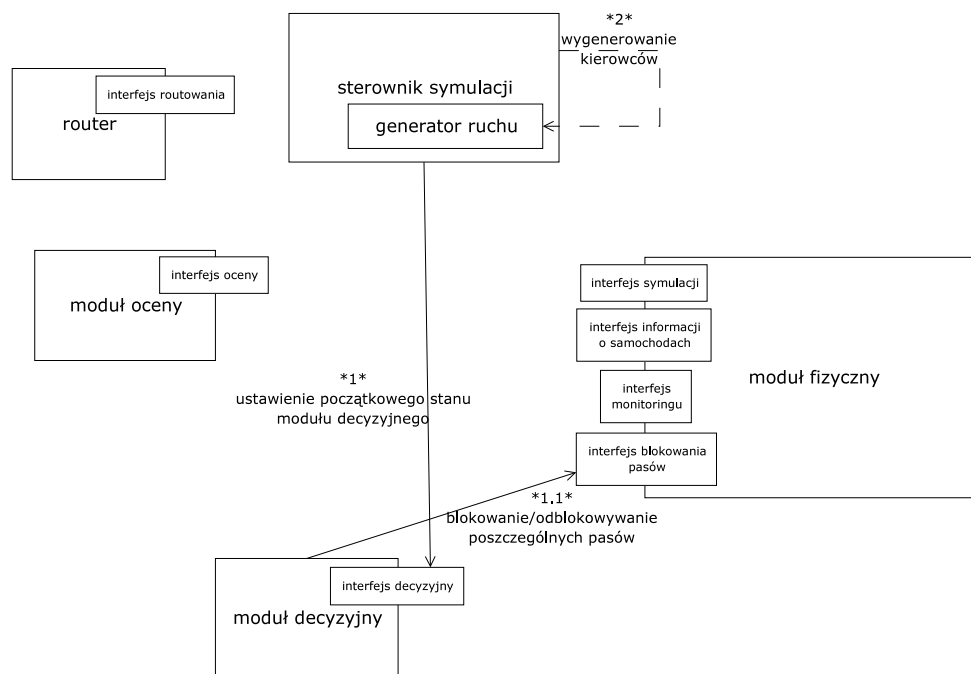 *2*
wygenerowanie
kierowców
interfejs routowania
router
sterownik symulacji
generator ruchu
interfejs oceny
moduł oceny
interfejs symulacji
interfejs informacji
o samochodach
interfejs
monitoringu
interfejs blokowania
pasów
moduł fizyczny
*1*
ustawienie początkowego stanu
modułu decyzyjnego
*1.1*
blokowanie/odblokowywanie
poszczególnych pasów
interfejs decyzyjny
moduł decyzyjny